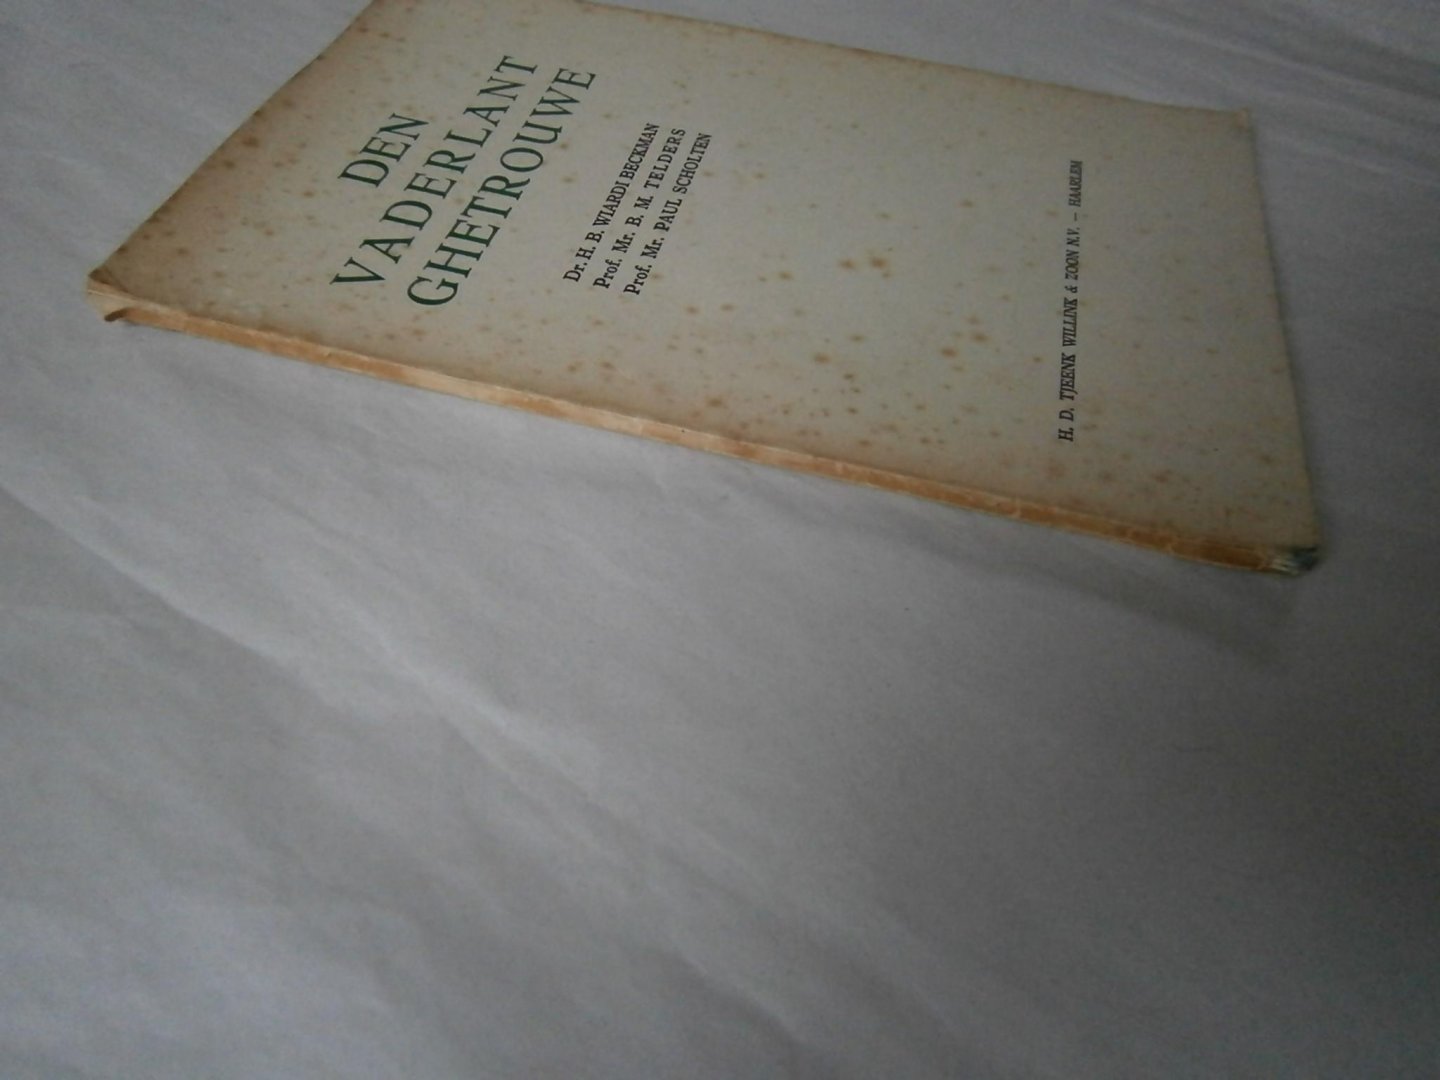 DEN
VADERLANT
GHETROUWE
Dr. H. B. WIARDI BECKMAN
Prof. Mr. B. M. TELDERS
Prof. Mr. PAUL SCHOLTEN
H. D. TJEENK WILLINK & ZOON N.V. — HAARLEM